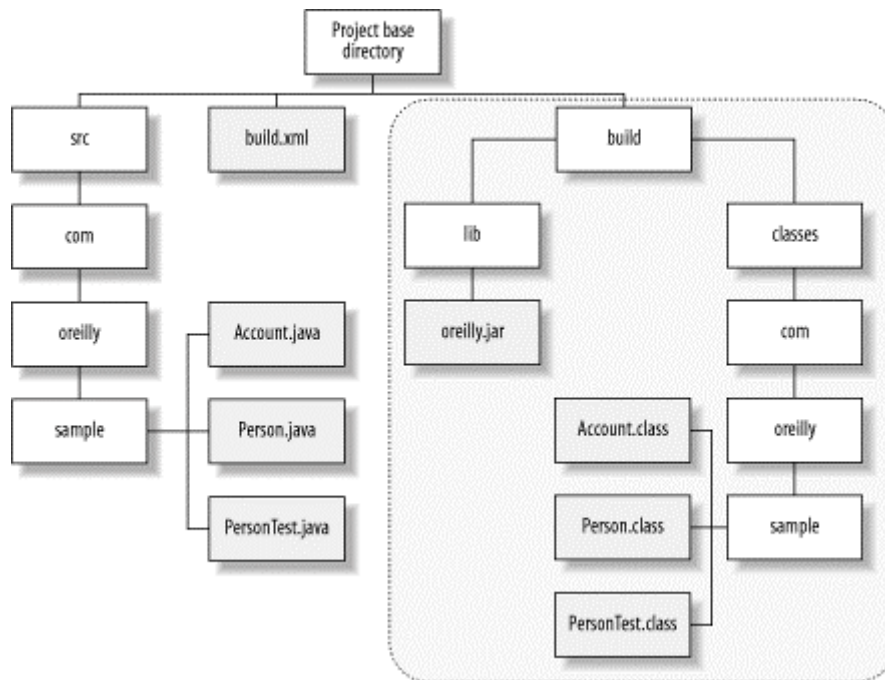 Project base
directory
src
build.xml
build
com
lib
classes
oreilly
Account.java
oreilly.jar
com
sample
Person.java
Account.class
oreilly
PersonTest.java
Person.class
sample
PersonTest.class